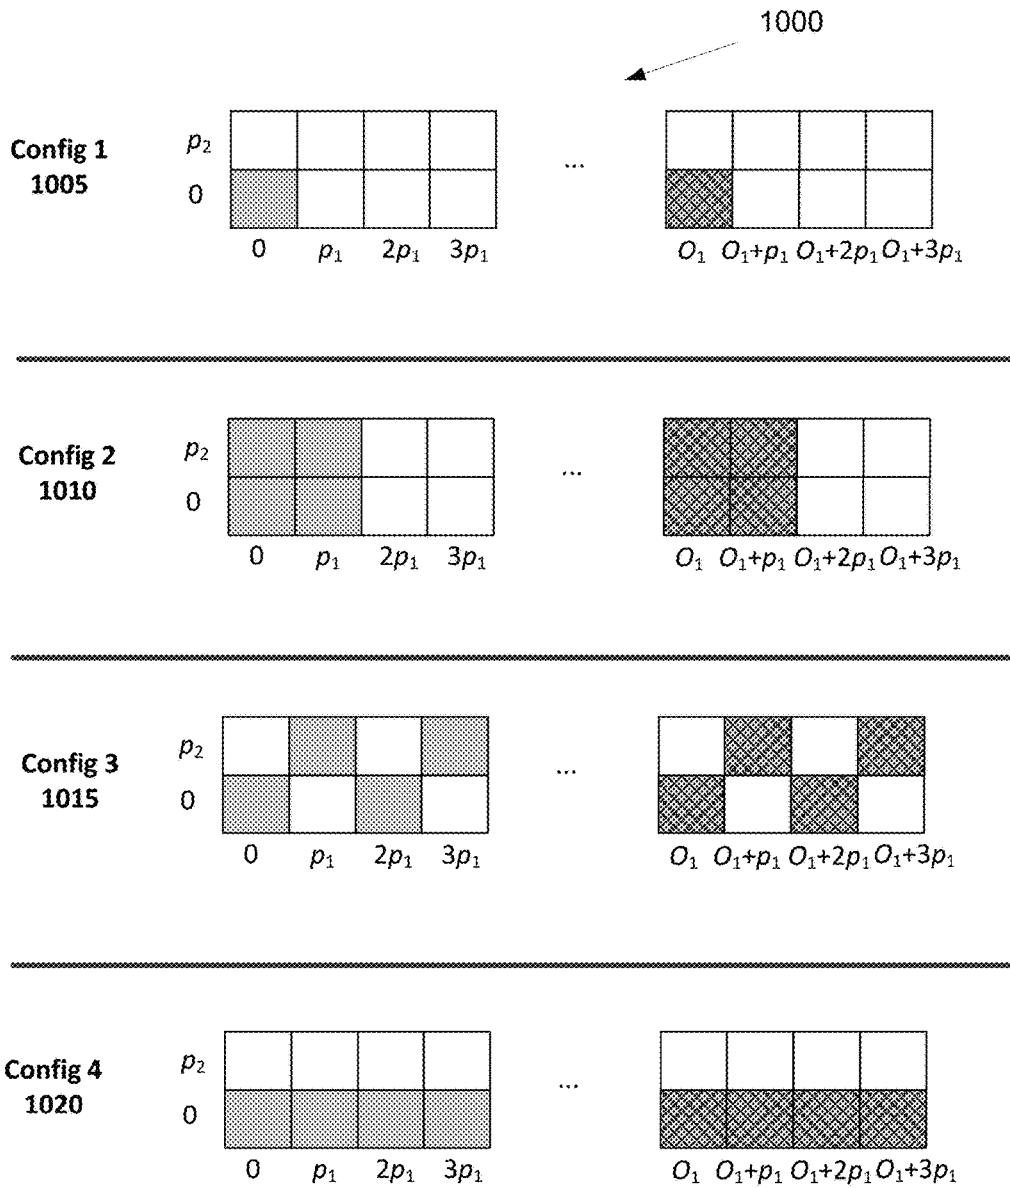 1000
Config 1
1005
p₂
0
...
0 p₁ 2p₁ 3p₁ O₁ O₁+p₁ O₁+2p₁ O₁+3p₁
Config 2
1010
p₂
0
...
0 p₁ 2p₁ 3p₁ O₁ O₁+p₁ O₁+2p₁ O₁+3p₁
Config 3
1015
p₂
0
...
0 p₁ 2p₁ 3p₁ O₁ O₁+p₁ O₁+2p₁ O₁+3p₁
Config 4
1020
p₂
0
...
0 p₁ 2p₁ 3p₁ O₁ O₁+p₁ O₁+2p₁ O₁+3p₁